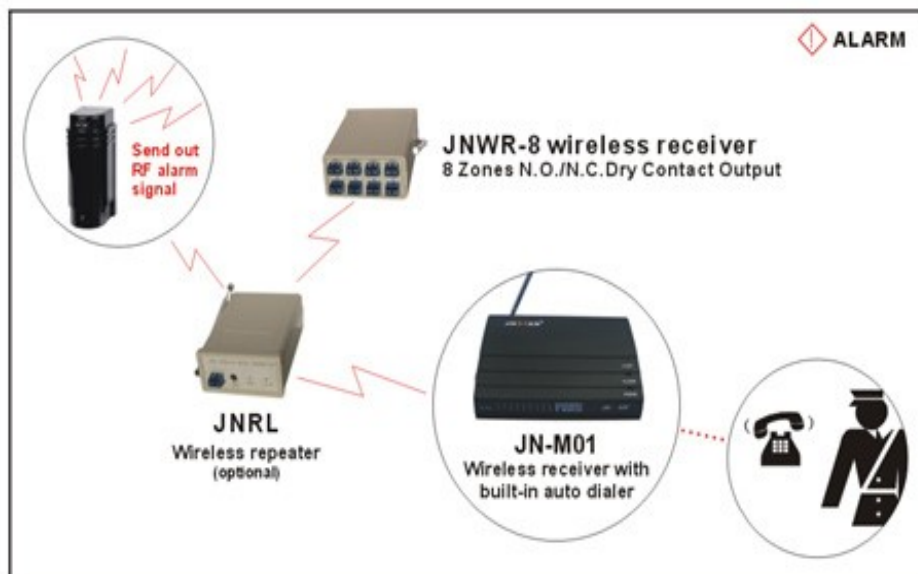 ALARM
Send out
RF alarm
signal
JNWR-8 wireless receiver
8 Zones N.O./N.C.Dry Contact Output
JNRL
Wireless repeater
(optional)
JN-M01
Wireless receiver with
built-in auto dialer